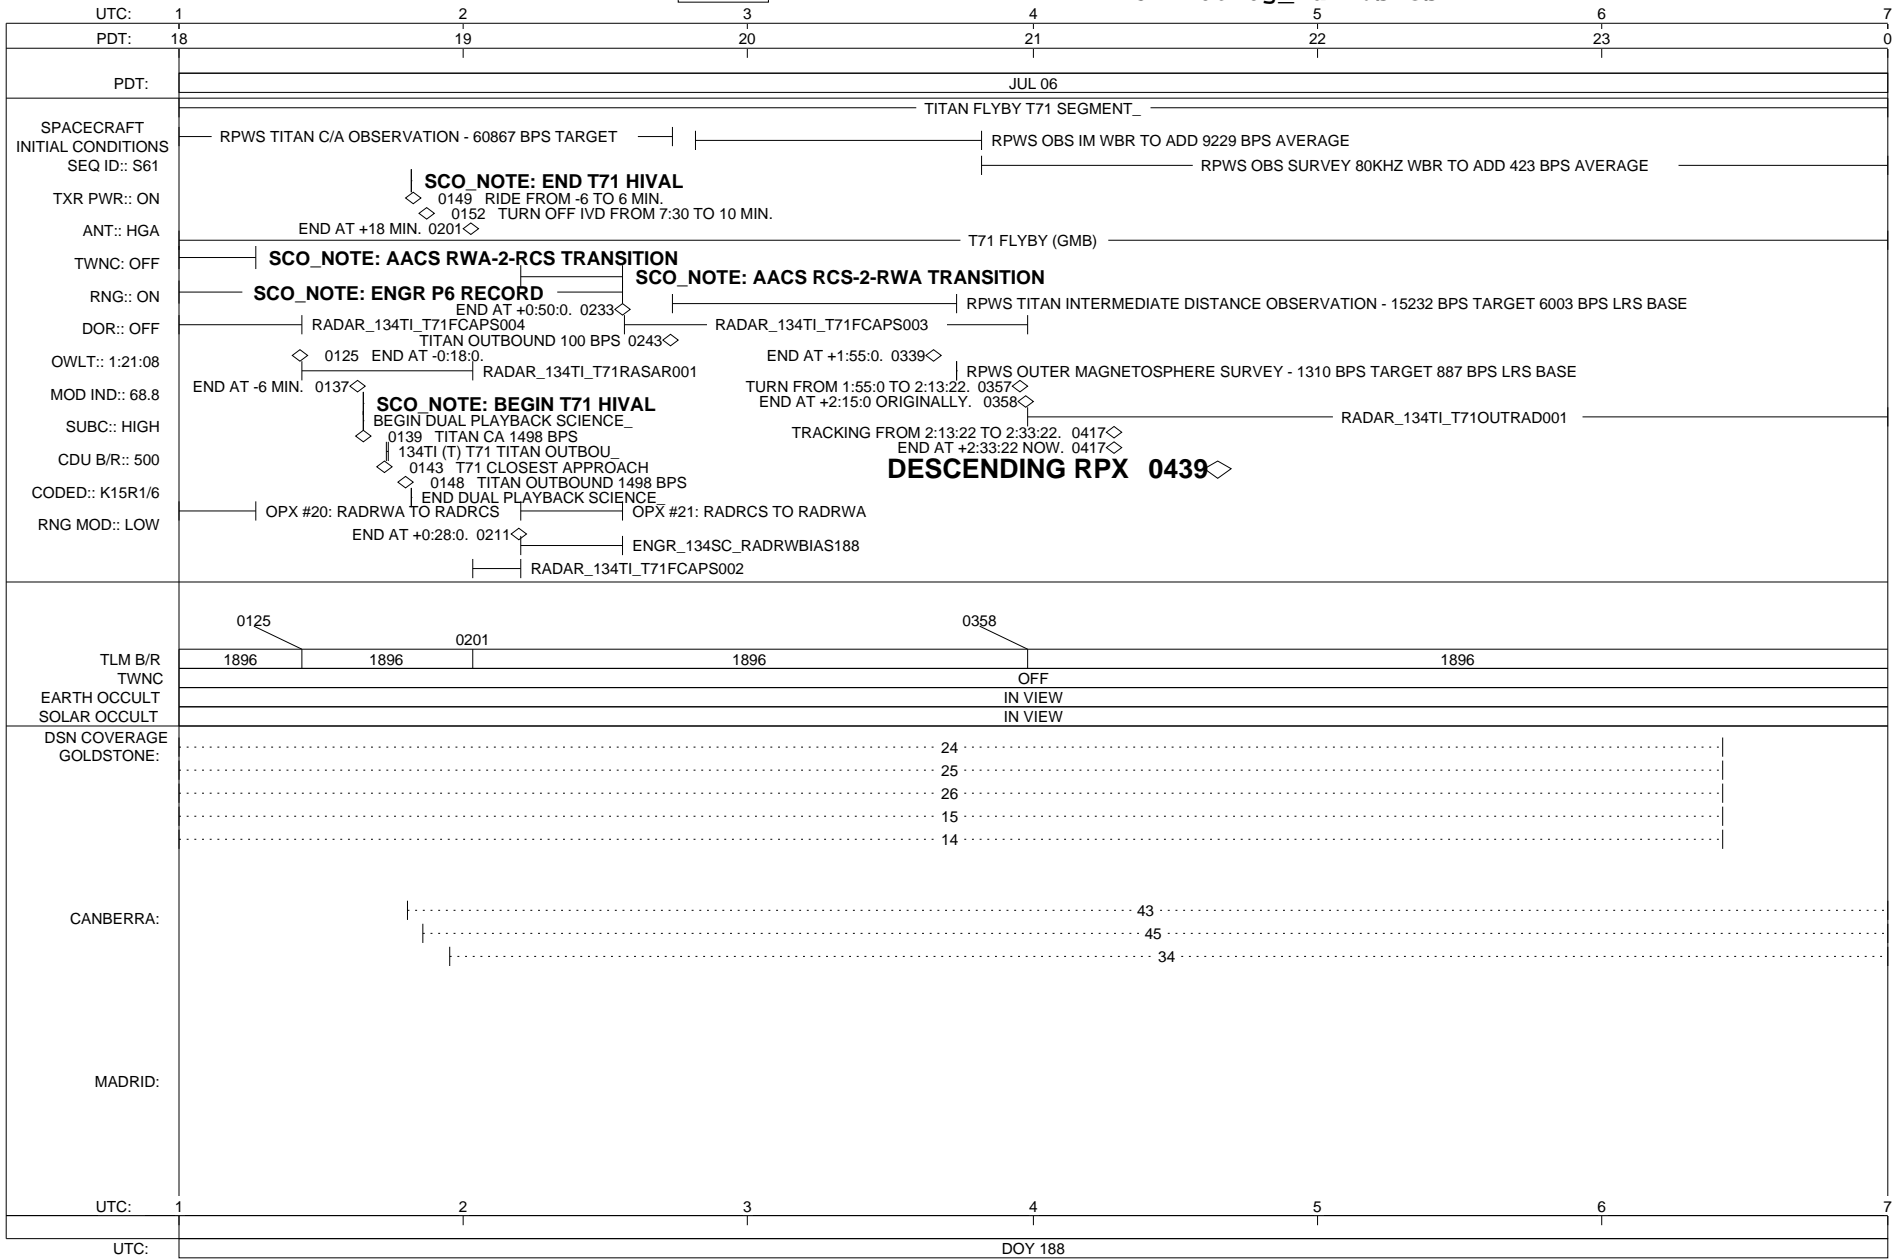 UTC: 1 2 3 4 5 6 7
PDT: 18 19 20 21 22 23 0
PDT: JUL 06
TITAN FLYBY T71 SEGMENT_
SPACECRAFT
INITIAL CONDITIONS
SEQ ID:: S61
TXR PWR:: ON
ANT:: HGA
TWNC: OFF
RNG:: ON
DOR:: OFF
OWLT:: 1:21:08
MOD IND:: 68.8
SUBC:: HIGH
CDU B/R:: 500
CODED:: K15R1/6
RNG MOD:: LOW
RPWS TITAN C/A OBSERVATION - 60867 BPS TARGET
RPWS OBS IM WBR TO ADD 9229 BPS AVERAGE
RPWS OBS SURVEY 80KHZ WBR TO ADD 423 BPS AVERAGE
SCO_NOTE: END T71 HIVAL
0149 RIDE FROM -6 TO 6 MIN.
0152 TURN OFF IVD FROM 7:30 TO 10 MIN.
END AT +18 MIN. 0201
T71 FLYBY (GMB)
SCO_NOTE: AACS RWA-2-RCS TRANSITION
SCO_NOTE: AACS RCS-2-RWA TRANSITION
SCO_NOTE: ENGR P6 RECORD
RPWS TITAN INTERMEDIATE DISTANCE OBSERVATION - 15232 BPS TARGET 6003 BPS LRS BASE
END AT +0:50:0. 0233
RADAR_134TI_T71FCAPS004
RADAR_134TI_T71FCAPS003
TITAN OUTBOUND 100 BPS 0243
0125 END AT -0:18:0.
END AT +1:55:0. 0339
RADAR_134TI_T71RASAR001
RPWS OUTER MAGNETOSPHERE SURVEY - 1310 BPS TARGET 887 BPS LRS BASE
END AT -6 MIN. 0137
TURN FROM 1:55:0 TO 2:13:22. 0357
SCO_NOTE: BEGIN T71 HIVAL
END AT +2:15:0 ORIGINALLY. 0358
BEGIN DUAL PLAYBACK SCIENCE_
RADAR_134TI_T71OUTRAD001
0139 TITAN CA 1498 BPS
TRACKING FROM 2:13:22 TO 2:33:22. 0417
134TI (T) T71 TITAN OUTBOU_
END AT +2:33:22 NOW. 0417
0143 T71 CLOSEST APPROACH
DESCENDING RPX 0439
0148 TITAN OUTBOUND 1498 BPS
END DUAL PLAYBACK SCIENCE_
OPX #20: RADRWA TO RADRCS
OPX #21: RADRCS TO RADRWA
END AT +0:28:0. 0211
ENGR_134SC_RADRWBIAS188
RADAR_134TI_T71FCAPS002
0125 0201 0358
TLM B/R 1896 1896 1896 1896
TWNC OFF
EARTH OCCULT IN VIEW
SOLAR OCCULT IN VIEW
DSN COVERAGE
GOLDSTONE: 24
25
26
15
14
CANBERRA: 43
45
34
MADRID:
UTC: 1 2 3 4 5 6 7
UTC: DOY 188